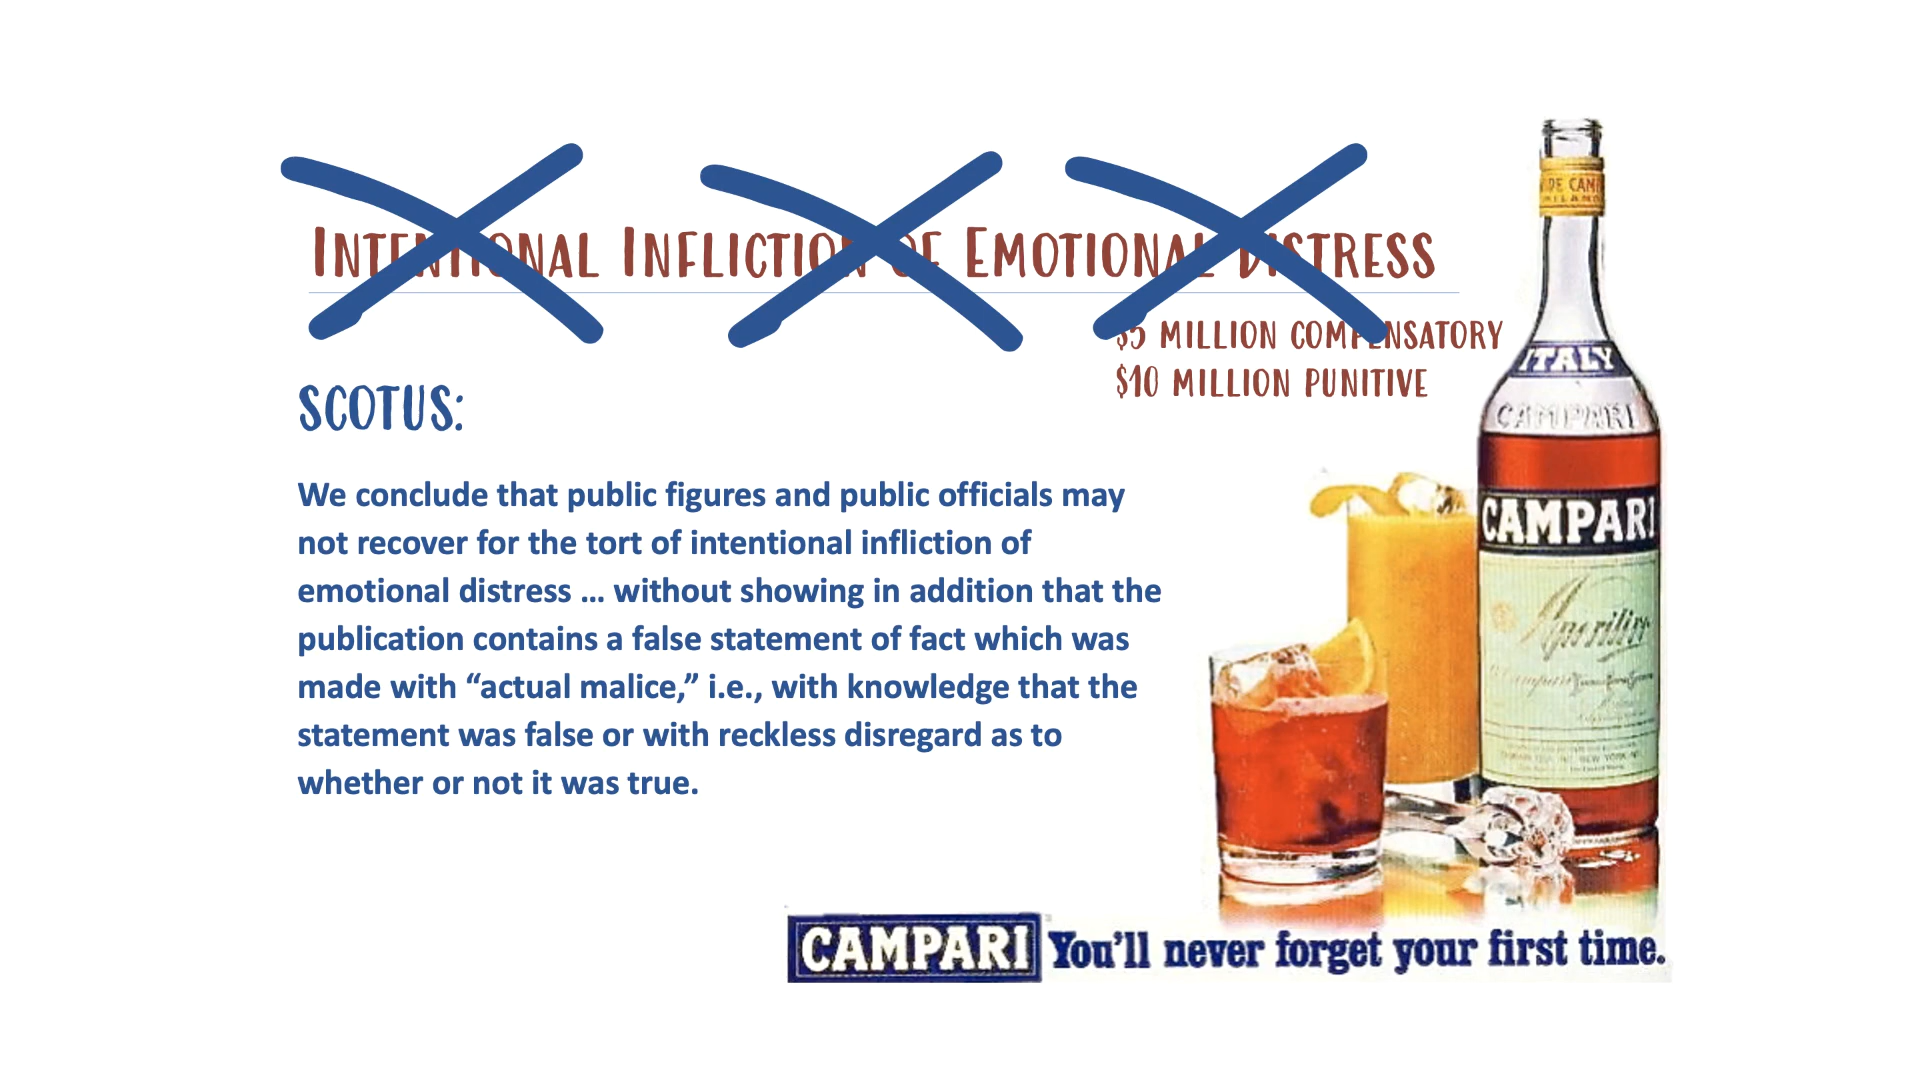 INTENTIONAL INFLICTION OF EMOTIONAL DISTRESS
$5 MILLION COMPENSATORY
$10 MILLION PUNITIVE
SCOTUS:
We conclude that public figures and public officials may
not recover for the tort of intentional infliction of
emotional distress … without showing in addition that the
publication contains a false statement of fact which was
made with “actual malice,” i.e., with knowledge that the
statement was false or with reckless disregard as to
whether or not it was true.
ITALY
CAMPARI
CAMPARI
CAMPARI You'll never forget your first time.